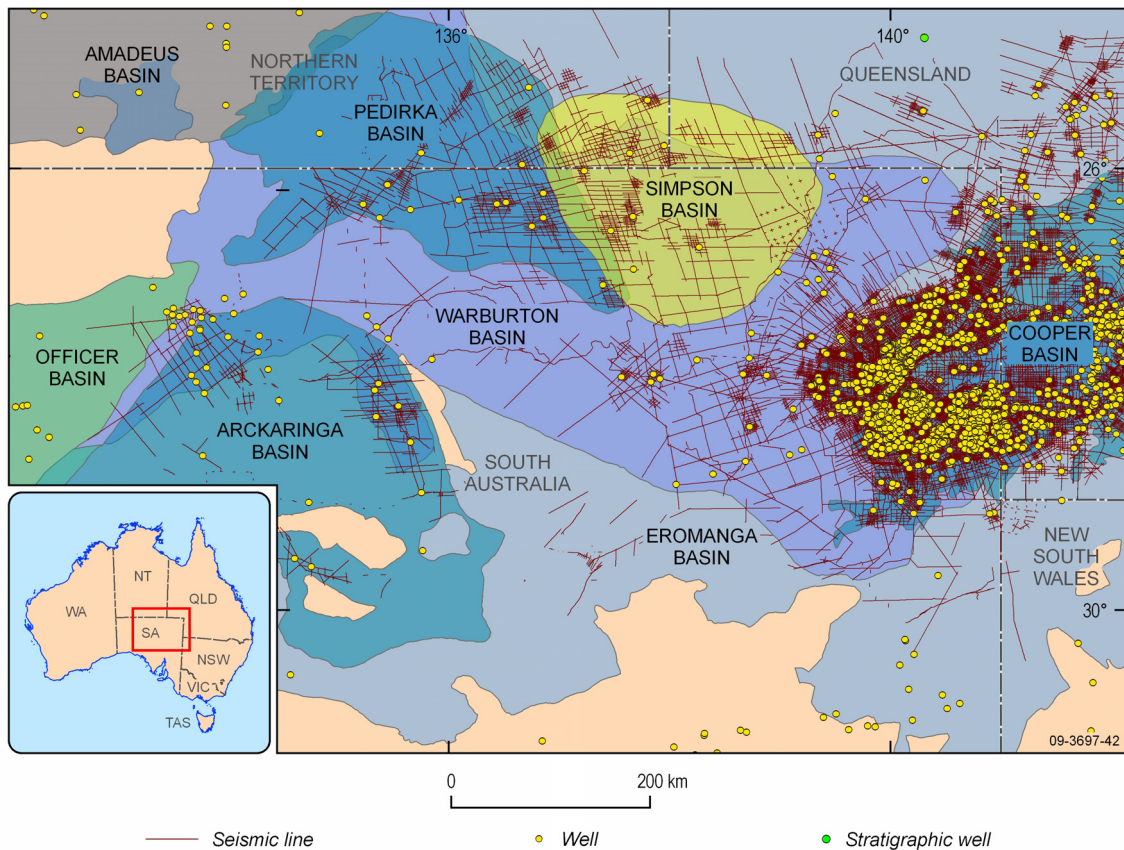 136°
140°
AMADEUS
BASIN
NORTHERN
TERRITORY
QUEENSLAND
PEDIRKA
BASIN
26°
SIMPSON
BASIN
WARBURTON
BASIN
COOPER
BASIN
OFFICER
BASIN
ARCKARINGA
BASIN
SOUTH
AUSTRALIA
EROMANGA
BASIN
NEW
SOUTH
WALES
30°
NT
WA
QLD
SA
NSW
VIC
TAS
09-3697-42
0
200 km
Seismic line
Well
Stratigraphic well